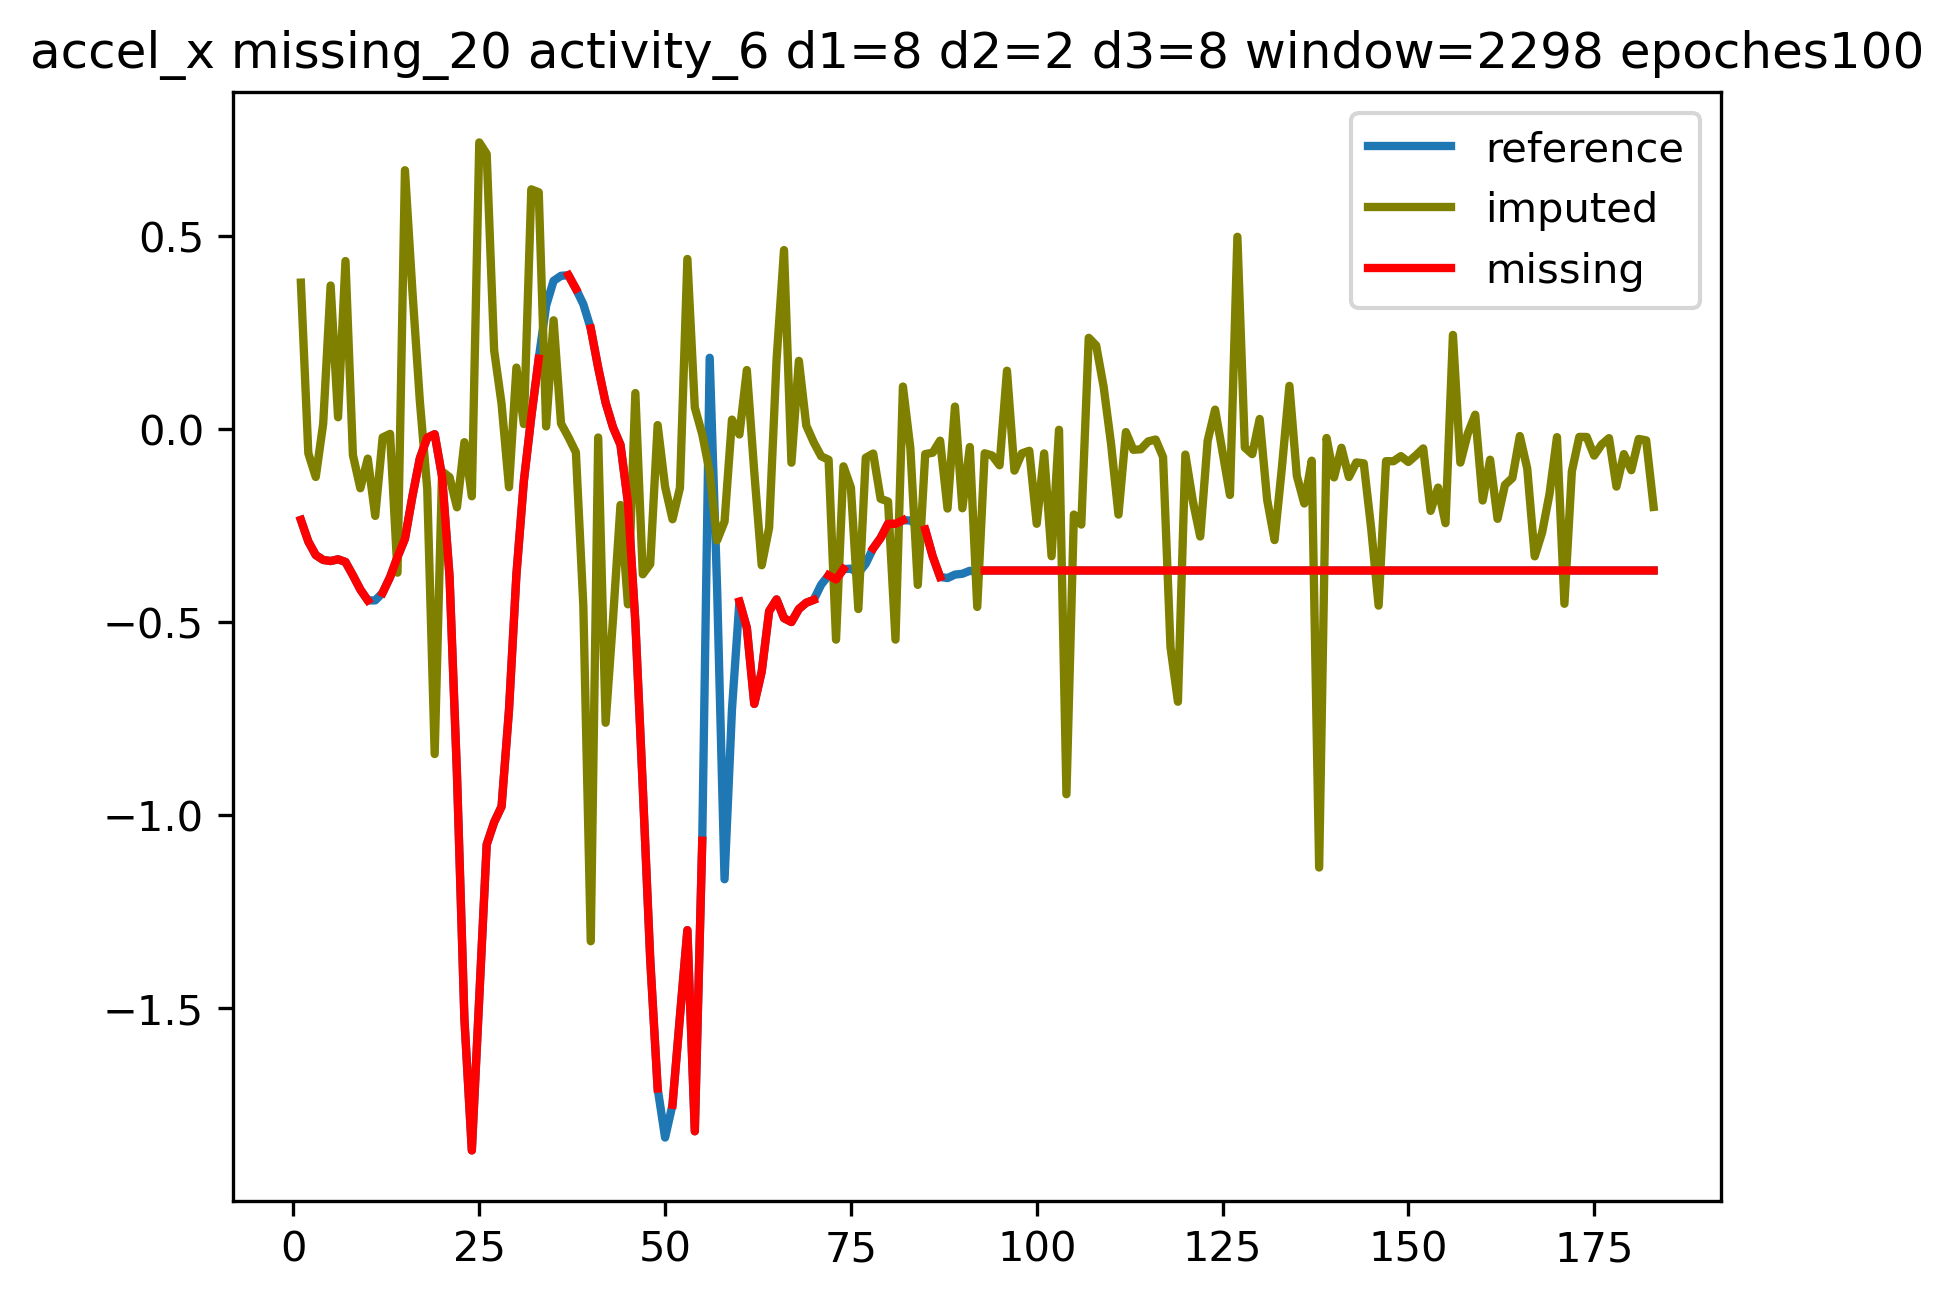 accel_x missing_20 activity_6 d1=8 d2=2 d3=8 window=2298 epoches100
reference
imputed
missing
0.5
0.0
−0.5
−1.0
−1.5
0 25 50 75 100 125 150 175